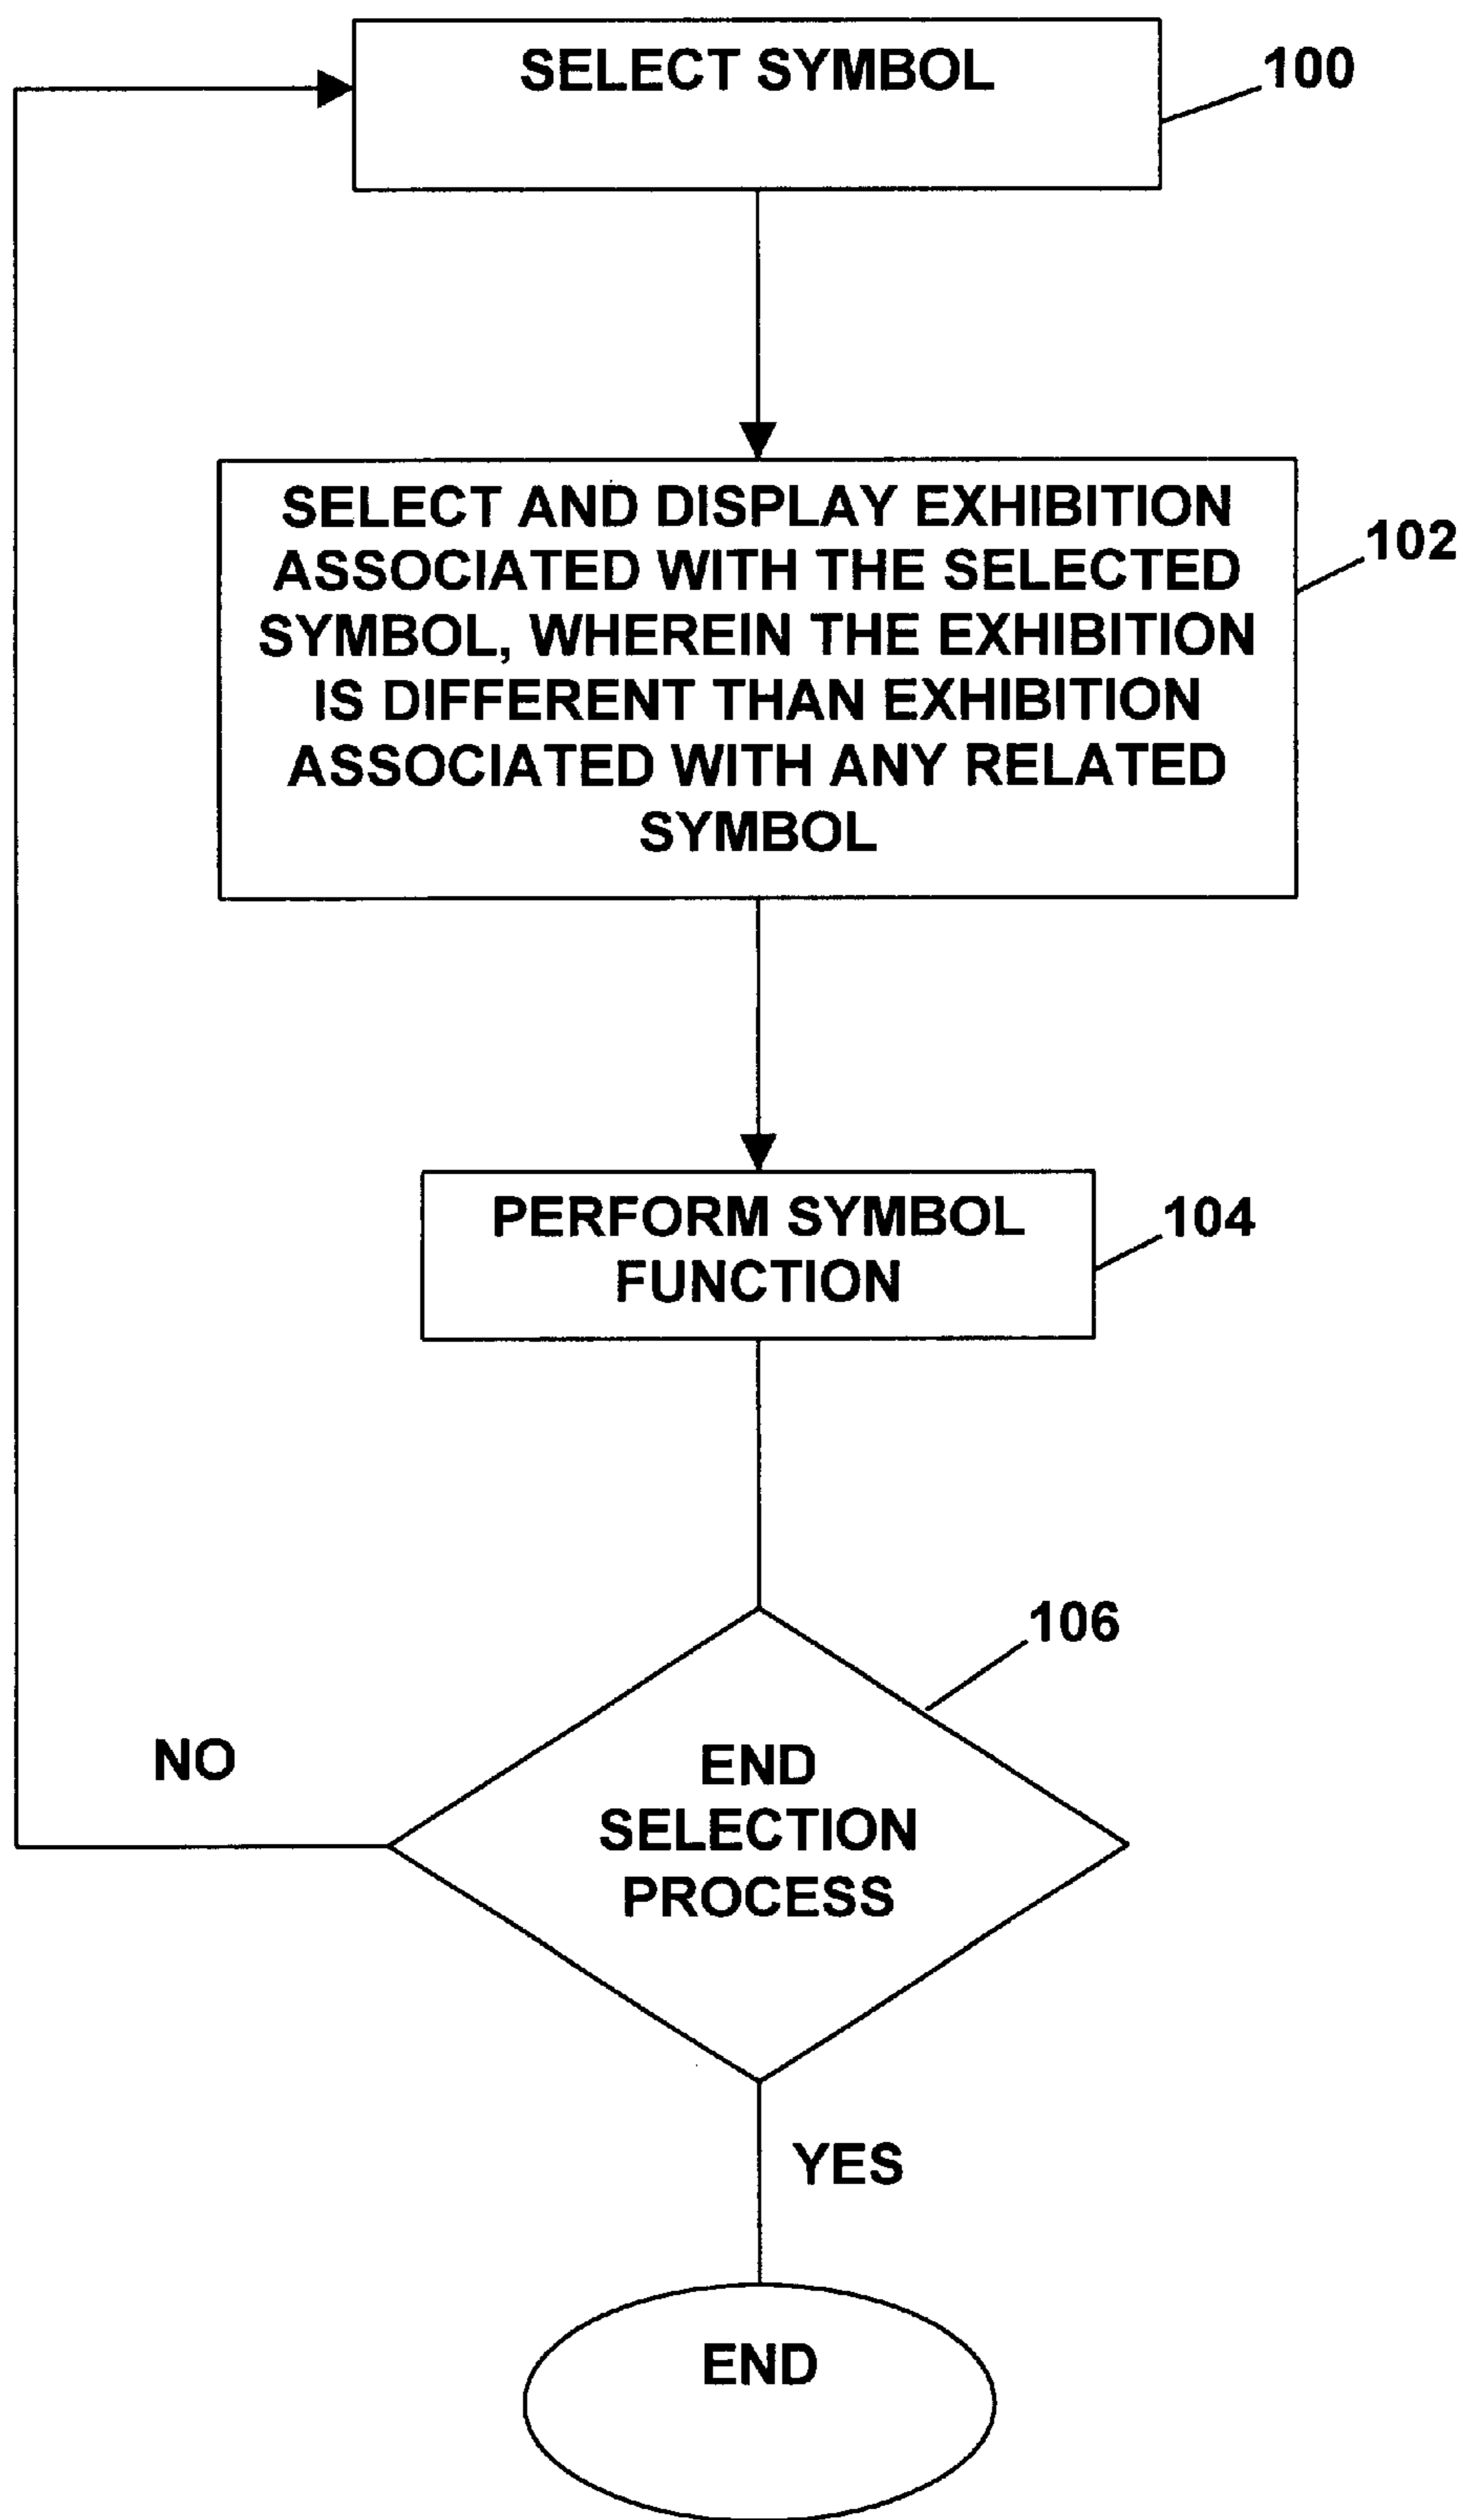 SELECT SYMBOL
100
SELECT AND DISPLAY EXHIBITION
ASSOCIATED WITH THE SELECTED
SYMBOL, WHEREIN THE EXHIBITION
IS DIFFERENT THAN EXHIBITION
ASSOCIATED WITH ANY RELATED
SYMBOL
102
PERFORM SYMBOL
FUNCTION
104
106
END
SELECTION
PROCESS
NO
YES
END